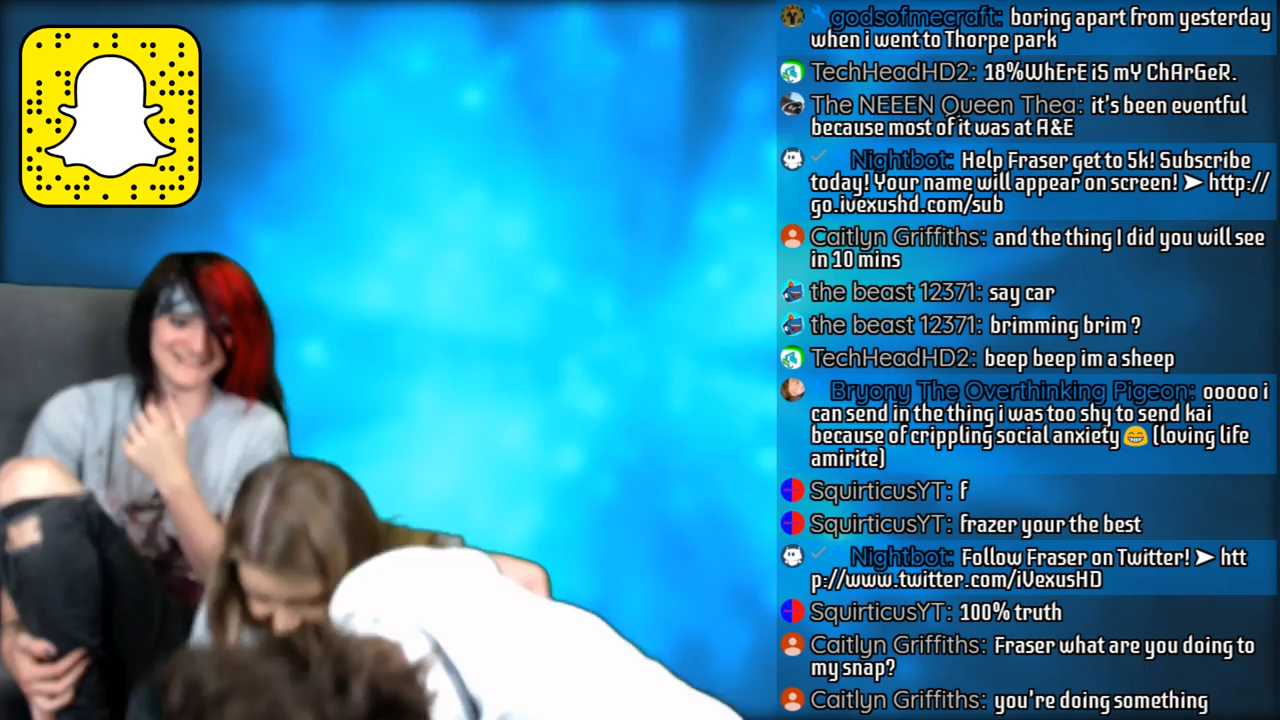 godsofmecraft: boring apart from yesterday
when i went to Thorpe park
TechHeadHD2: 18%WhErE iS mY ChArGeR.
The NEEEN Queen Thea: it's been eventful
because most of it was at A&E
Nightbot: Help Fraser get to 5k! Subscribe
today! Your name will appear on screen! ➤ http://
go.ivexushd.com/sub
Caitlyn Griffiths: and the thing I did you will see
in 10 mins
the beast 12371: say car
the beast 12371: brimming brim ?
TechHeadHD2: beep beep im a sheep
Bryony The Overthinking Pigeon: ooooo i
can send in the thing i was too shy to send kai
because of crippling social anxiety 😁 (loving life
amirite)
SquirticusYT: f
SquirticusYT: frazer your the best
Nightbot: Follow Fraser on Twitter! ➤ htt
p://www.twitter.com/iVexusHD
SquirticusYT: 100% truth
Caitlyn Griffiths: Fraser what are you doing to
my snap?
Caitlyn Griffiths: you're doing something